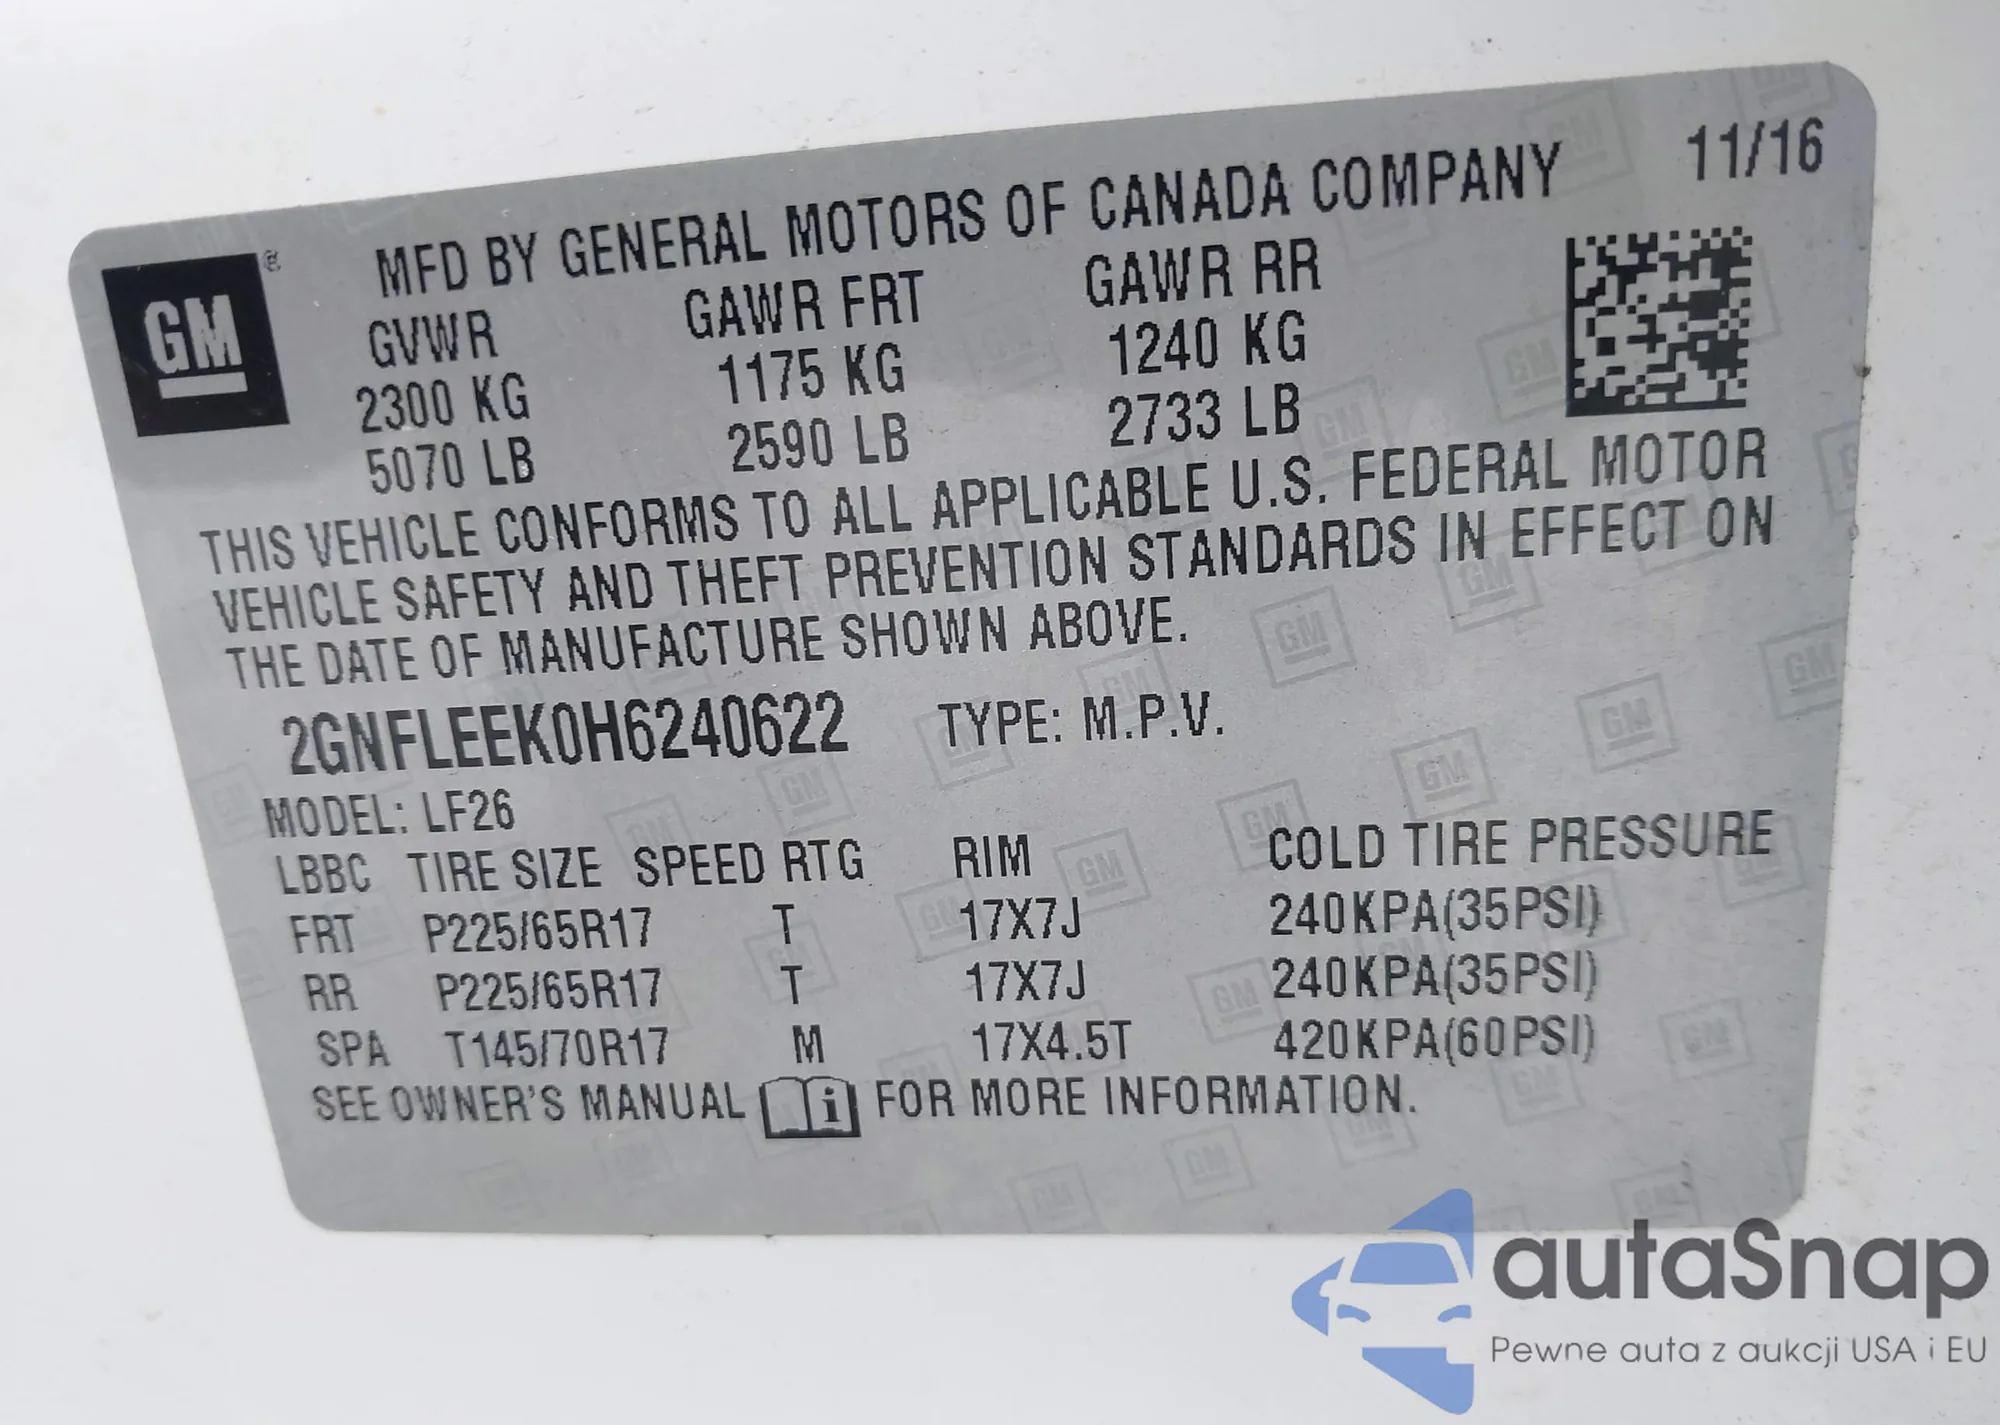 11/16
GM ®
MFD BY GENERAL MOTORS OF CANADA COMPANY
GVWR GAWR FRT GAWR RR
2300 KG 1175 KG 1240 KG
5070 LB 2590 LB 2733 LB
THIS VEHICLE CONFORMS TO ALL APPLICABLE U.S. FEDERAL MOTOR
VEHICLE SAFETY AND THEFT PREVENTION STANDARDS IN EFFECT ON
THE DATE OF MANUFACTURE SHOWN ABOVE.
2GNFLEEK0H6240622 TYPE: M.P.V.
MODEL: LF26
LBBC TIRE SIZE SPEED RTG RIM COLD TIRE PRESSURE
FRT P225/65R17 T 17X7J 240KPA(35PSI)
RR P225/65R17 T 17X7J 240KPA(35PSI)
SPA T145/70R17 M 17X4.5T 420KPA(60PSI)
SEE OWNER'S MANUAL i FOR MORE INFORMATION.
autaSnap
Pewne auta z aukcji USA i EU